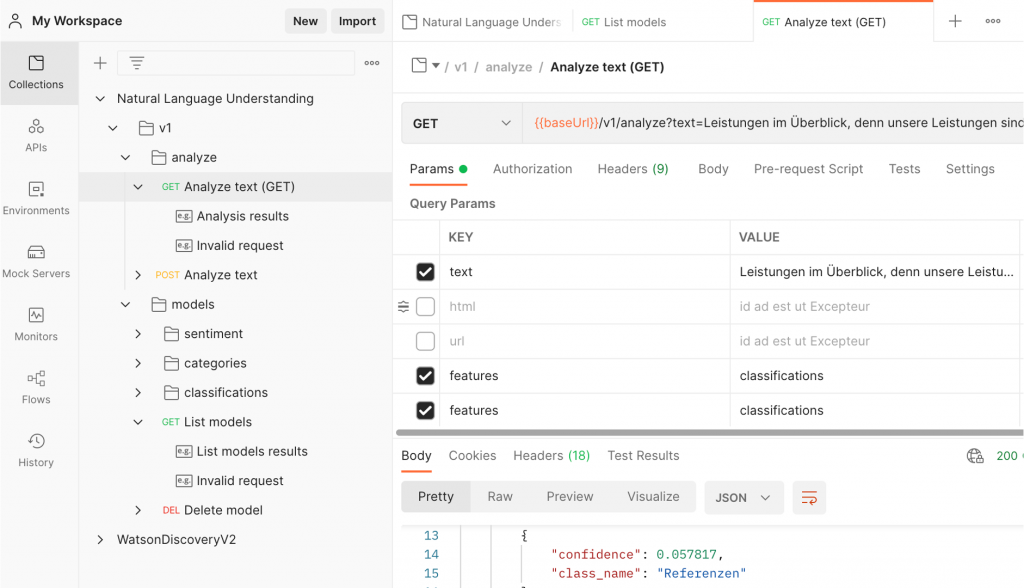 My Workspace
New
Import
Collections
APIs
Environments
Mock Servers
Monitors
Flows
History
Natural Language Understanding
v1
analyze
GET Analyze text (GET)
e.g. Analysis results
e.g. Invalid request
POST Analyze text
models
sentiment
categories
classifications
GET List models
e.g. List models results
e.g. Invalid request
DEL Delete model
WatsonDiscoveryV2
Natural Language Unders
GET List models
GET Analyze text (GET)
/ v1 / analyze / Analyze text (GET)
GET
{{baseUrl}}/v1/analyze?text=Leistungen im Überblick, denn unsere Leistungen sind
Params Authorization Headers (9) Body Pre-request Script Tests Settings
Query Params
KEY VALUE
text Leistungen im Überblick, denn unsere Leistu...
html id ad est ut Excepteur
url id ad est ut Excepteur
features classifications
features classifications
Body Cookies Headers (18) Test Results 200
Pretty Raw Preview Visualize JSON
13 {
14 "confidence": 0.057817,
15 "class_name": "Referenzen"